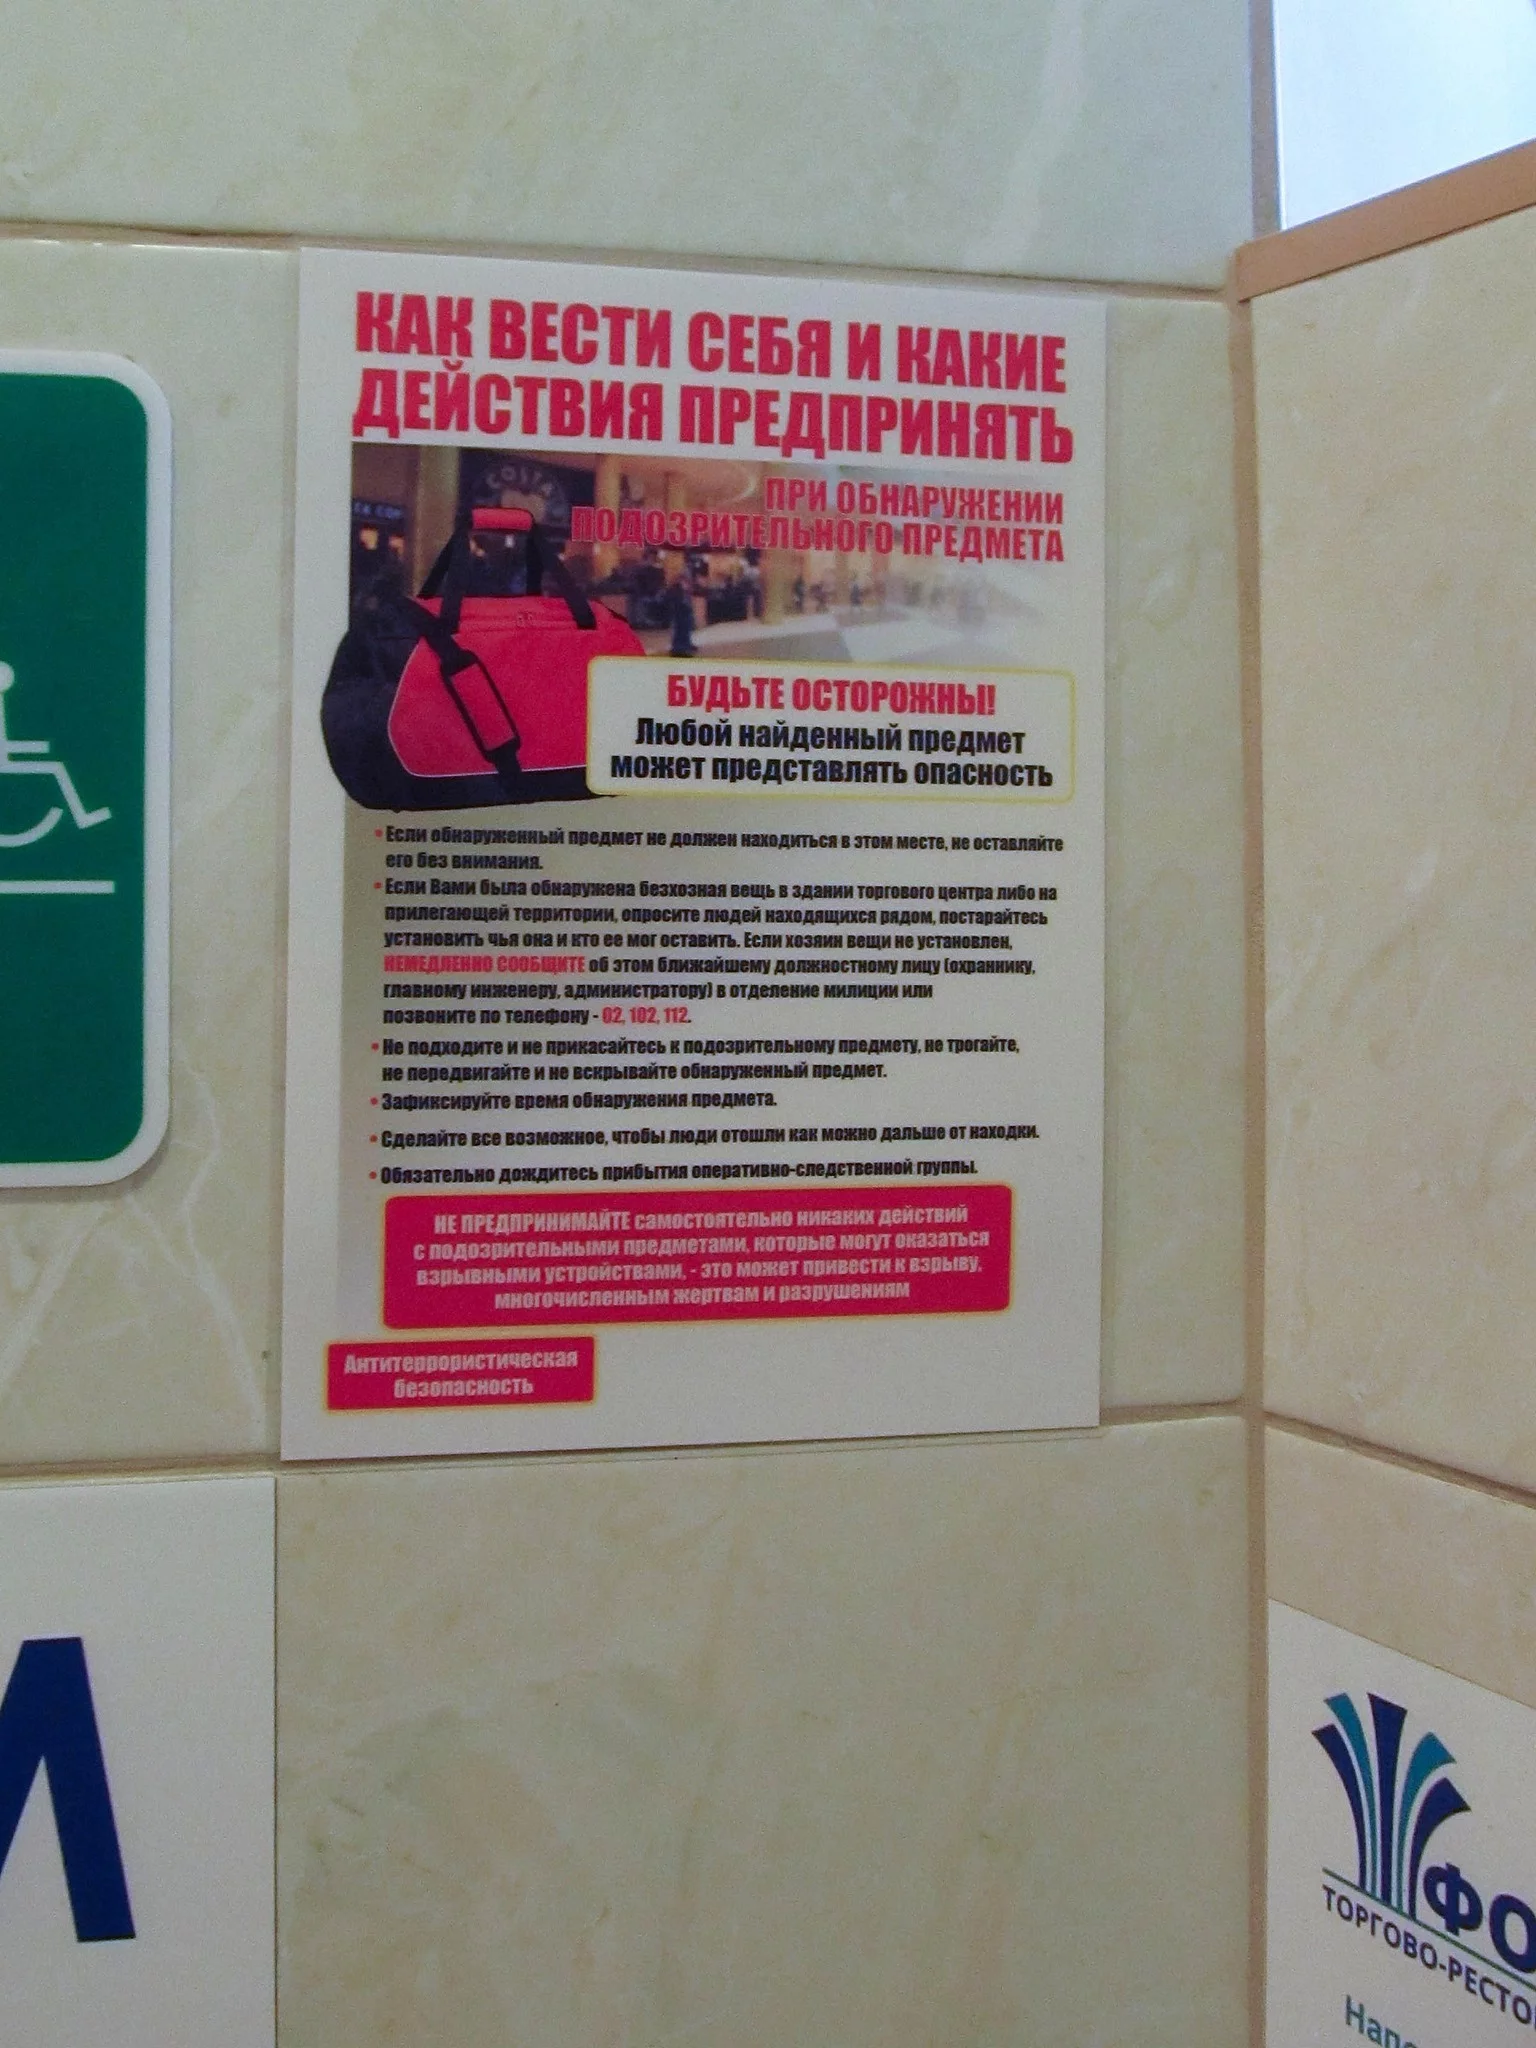 КАК ВЕСТИ СЕБЯ И КАКИЕ
ДЕЙСТВИЯ ПРЕДПРИНЯТЬ
COSTA
ПРИ ОБНАРУЖЕНИИ
ПОДОЗРИТЕЛЬНОГО ПРЕДМЕТА
БУДЬТЕ ОСТОРОЖНЫ!
Любой найденный предмет
может представлять опасность
• Если обнаруженный предмет не должен находиться в этом месте, не оставляйте
его без внимания.
• Если Вами была обнаружена безхозная вещь в здании торгового центра либо на
прилегающей территории, опросите людей находящихся рядом, постарайтесь
установить чья она и кто ее мог оставить. Если хозяин вещи не установлен,
НЕМЕДЛЕННО СООБЩИТЕ об этом ближайшему должностному лицу (охраннику,
главному инженеру, администратору) в отделение милиции или
позвоните по телефону - 02, 102, 112.
• Не подходите и не прикасайтесь к подозрительному предмету, не трогайте,
не передвигайте и не вскрывайте обнаруженный предмет.
• Зафиксируйте время обнаружения предмета.
• Сделайте все возможное, чтобы люди отошли как можно дальше от находки.
• Обязательно дождитесь прибытия оперативно-следственной группы.
НЕ ПРЕДПРИНИМАЙТЕ самостоятельно никаких действий
с подозрительными предметами, которые могут оказаться
взрывными устройствами, - это может привести к взрыву,
многочисленным жертвам и разрушениям
Антитеррористическая
безопасность
ФО
ТОРГОВО-РЕСТО
Напо